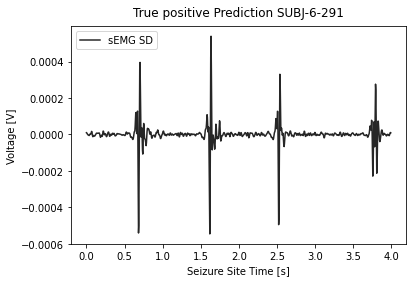 True positive Prediction SUBJ-6-291
sEMG SD
0.0004
0.0002
0.0000
−0.0002
−0.0004
−0.0006
Voltage [V]
0.0 0.5 1.0 1.5 2.0 2.5 3.0 3.5 4.0
Seizure Site Time [s]